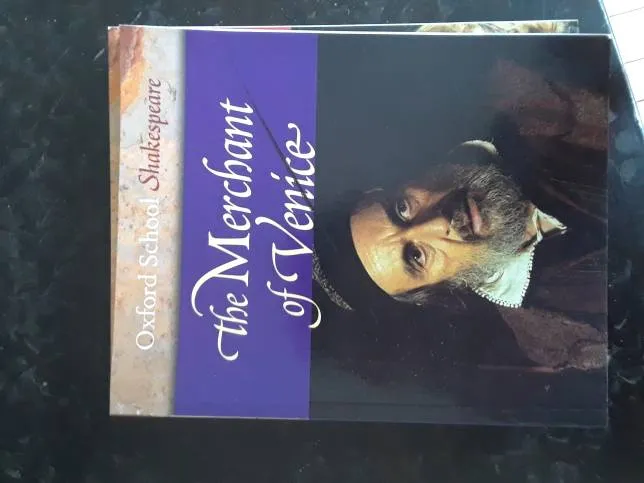 Oxford School Shakespeare
the Merchant
of Venice